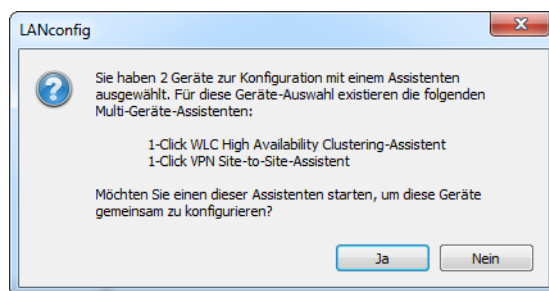 LANconfig
Sie haben 2 Geräte zur Konfiguration mit einem Assistenten
ausgewählt. Für diese Geräte-Auswahl existieren die folgenden
Multi-Geräte-Assistenten:
1-Click WLC High Availability Clustering-Assistent
1-Click VPN Site-to-Site-Assistent
Möchten Sie einen dieser Assistenten starten, um diese Geräte
gemeinsam zu konfigurieren?
Ja
Nein